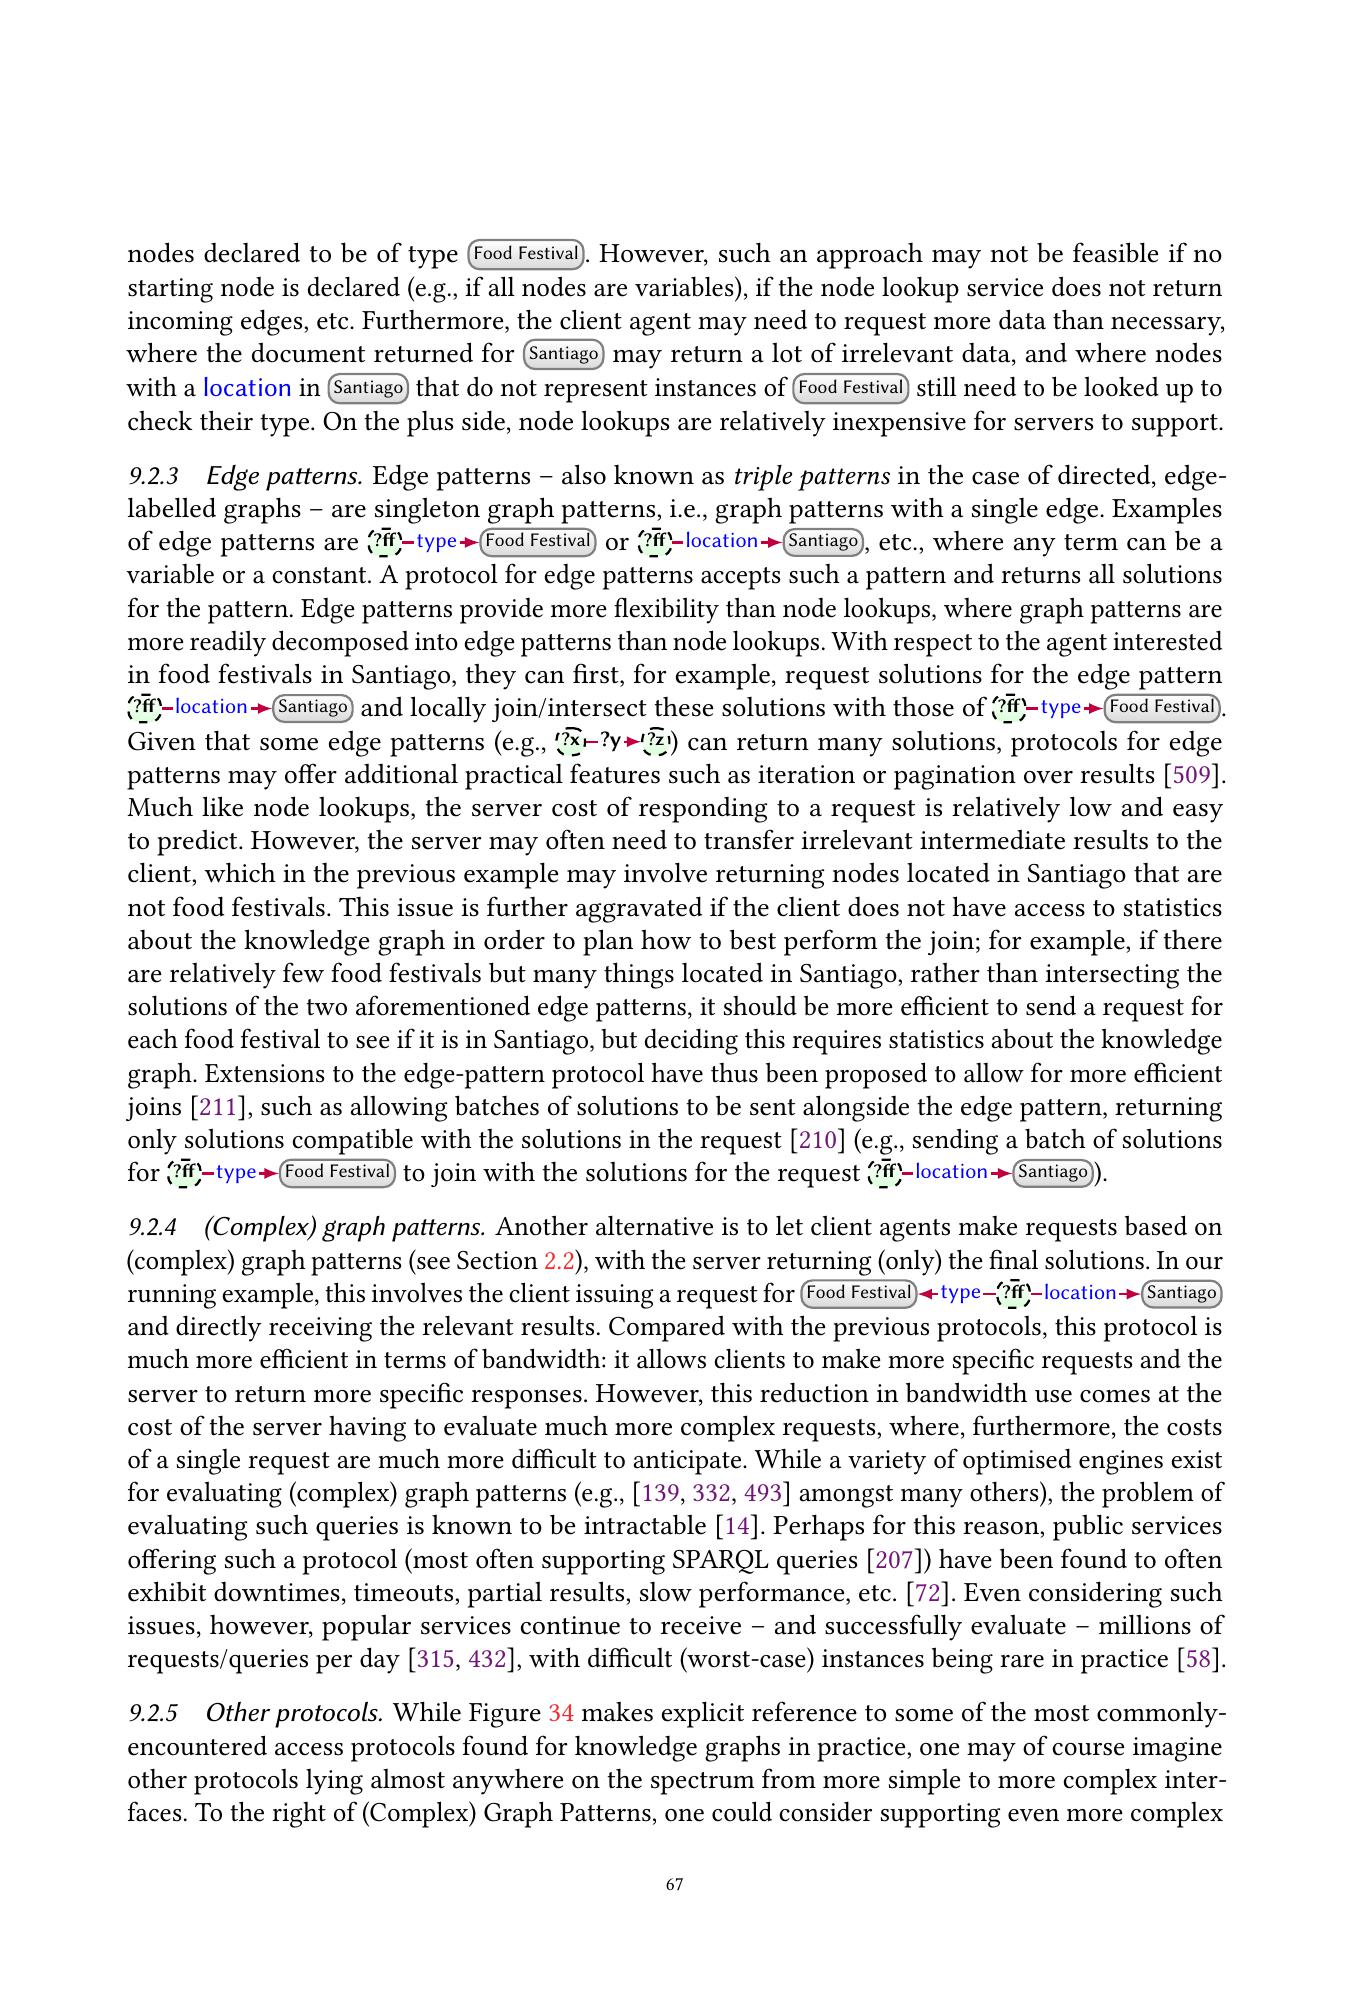 nodes declared to be of type Food Festival. However, such an approach may not be feasible if no
starting node is declared (e.g., if all nodes are variables), if the node lookup service does not return
incoming edges, etc. Furthermore, the client agent may need to request more data than necessary,
where the document returned for Santiago may return a lot of irrelevant data, and where nodes
with a location in Santiago that do not represent instances of Food Festival still need to be looked up to
check their type. On the plus side, node lookups are relatively inexpensive for servers to support.
9.2.3 Edge patterns. Edge patterns – also known as triple patterns in the case of directed, edge-
labelled graphs – are singleton graph patterns, i.e., graph patterns with a single edge. Examples
of edge patterns are ?ff type Food Festival or ?ff location Santiago, etc., where any term can be a
variable or a constant. A protocol for edge patterns accepts such a pattern and returns all solutions
for the pattern. Edge patterns provide more flexibility than node lookups, where graph patterns are
more readily decomposed into edge patterns than node lookups. With respect to the agent interested
in food festivals in Santiago, they can first, for example, request solutions for the edge pattern
?ff location Santiago and locally join/intersect these solutions with those of ?ff type Food Festival.
Given that some edge patterns (e.g., ?x ?y ?z) can return many solutions, protocols for edge
patterns may offer additional practical features such as iteration or pagination over results [509].
Much like node lookups, the server cost of responding to a request is relatively low and easy
to predict. However, the server may often need to transfer irrelevant intermediate results to the
client, which in the previous example may involve returning nodes located in Santiago that are
not food festivals. This issue is further aggravated if the client does not have access to statistics
about the knowledge graph in order to plan how to best perform the join; for example, if there
are relatively few food festivals but many things located in Santiago, rather than intersecting the
solutions of the two aforementioned edge patterns, it should be more efficient to send a request for
each food festival to see if it is in Santiago, but deciding this requires statistics about the knowledge
graph. Extensions to the edge-pattern protocol have thus been proposed to allow for more efficient
joins [211], such as allowing batches of solutions to be sent alongside the edge pattern, returning
only solutions compatible with the solutions in the request [210] (e.g., sending a batch of solutions
for ?ff type Food Festival to join with the solutions for the request ?ff location Santiago).
9.2.4 (Complex) graph patterns. Another alternative is to let client agents make requests based on
(complex) graph patterns (see Section 2.2), with the server returning (only) the final solutions. In our
running example, this involves the client issuing a request for Food Festival type ?ff location Santiago
and directly receiving the relevant results. Compared with the previous protocols, this protocol is
much more efficient in terms of bandwidth: it allows clients to make more specific requests and the
server to return more specific responses. However, this reduction in bandwidth use comes at the
cost of the server having to evaluate much more complex requests, where, furthermore, the costs
of a single request are much more difficult to anticipate. While a variety of optimised engines exist
for evaluating (complex) graph patterns (e.g., [139, 332, 493] amongst many others), the problem of
evaluating such queries is known to be intractable [14]. Perhaps for this reason, public services
offering such a protocol (most often supporting SPARQL queries [207]) have been found to often
exhibit downtimes, timeouts, partial results, slow performance, etc. [72]. Even considering such
issues, however, popular services continue to receive – and successfully evaluate – millions of
requests/queries per day [315, 432], with difficult (worst-case) instances being rare in practice [58].
9.2.5 Other protocols. While Figure 34 makes explicit reference to some of the most commonly-
encountered access protocols found for knowledge graphs in practice, one may of course imagine
other protocols lying almost anywhere on the spectrum from more simple to more complex inter-
faces. To the right of (Complex) Graph Patterns, one could consider supporting even more complex
67